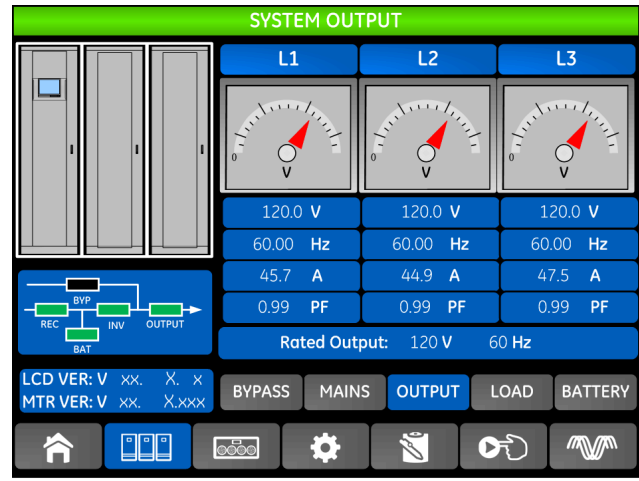 SYSTEM OUTPUT
L1 L2 L3
0 0 0
V V V
120.0 V 120.0 V 120.0 V
60.00 Hz 60.00 Hz 60.00 Hz
45.7 A 44.9 A 47.5 A
0.99 PF 0.99 PF 0.99 PF
BYP
REC INV OUTPUT
BAT
Rated Output: 120 V 60 Hz
LCD VER: V xx. X. x
MTR VER: V xx. X.xxx
BYPASS MAINS OUTPUT LOAD BATTERY